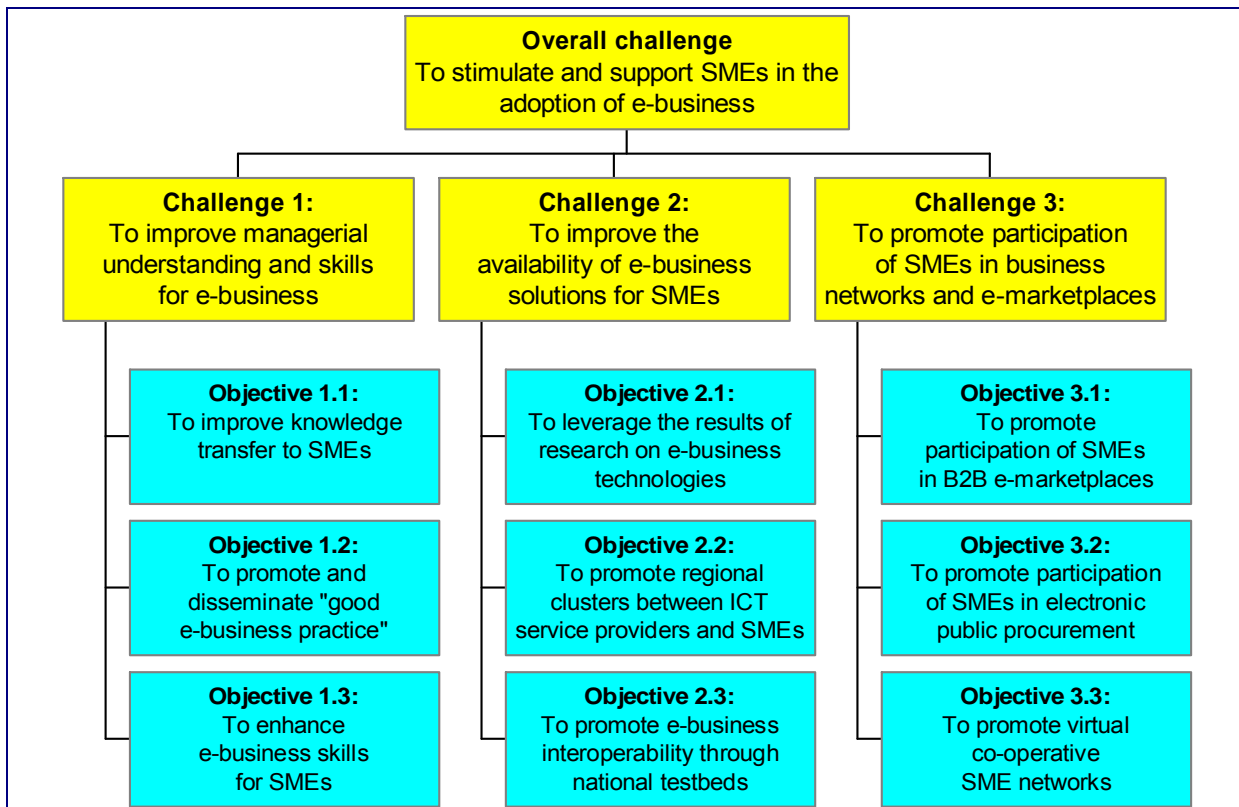 Overall challenge
To stimulate and support SMEs in the
adoption of e-business
Challenge 1:
To improve managerial
understanding and skills
for e-business
Challenge 2:
To improve the
availability of e-business
solutions for SMEs
Challenge 3:
To promote participation
of SMEs in business
networks and e-marketplaces
Objective 1.1:
To improve knowledge
transfer to SMEs
Objective 2.1:
To leverage the results of
research on e-business
technologies
Objective 3.1:
To promote
participation of SMEs
in B2B e-marketplaces
Objective 1.2:
To promote and
disseminate "good
e-business practice"
Objective 2.2:
To promote regional
clusters between ICT
service providers and SMEs
Objective 3.2:
To promote participation
of SMEs in electronic
public procurement
Objective 1.3:
To enhance
e-business skills
for SMEs
Objective 2.3:
To promote e-business
interoperability through
national testbeds
Objective 3.3:
To promote virtual
co-operative
SME networks